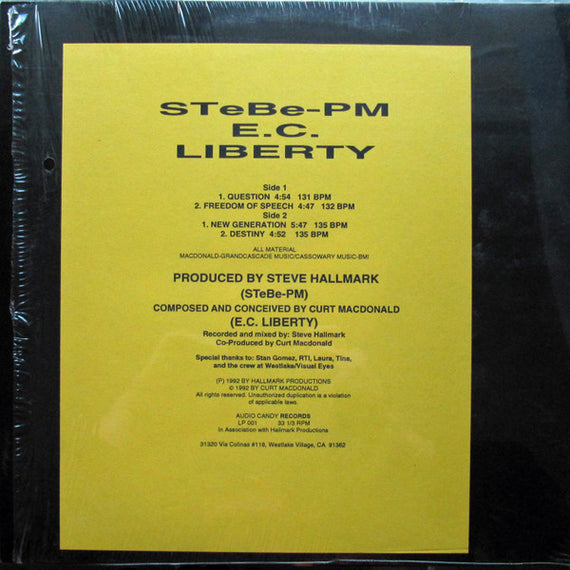 STeBe-PM
E.C.
LIBERTY
Side 1
1. QUESTION 4:54 131 BPM
2. FREEDOM OF SPEECH 4:47 132 BPM
Side 2
1. NEW GENERATION 5:47 135 BPM
2. DESTINY 4:52 135 BPM
ALL MATERIAL
MACDONALD-GRANDCASCADE MUSIC/CASSOWARY MUSIC-BMI
PRODUCED BY STEVE HALLMARK
(STeBe-PM)
COMPOSED AND CONCEIVED BY CURT MACDONALD
(E.C. LIBERTY)
Recorded and mixed by: Steve Hallmark
Co-Produced by Curt Macdonald
Special thanks to: Stan Gomez, RTI, Laura, Tina,
and the crew at Westlake/Visual Eyes
(P) 1992 BY HALLMARK PRODUCTIONS
© 1992 BY CURT MACDONALD
All rights reserved. Unauthorized duplication is a violation
of applicable laws.
AUDIO CANDY RECORDS
LP 001 33 1/3 RPM
In Association with Hallmark Productions
31320 Via Colinas #118, Westlake Village, CA 91362